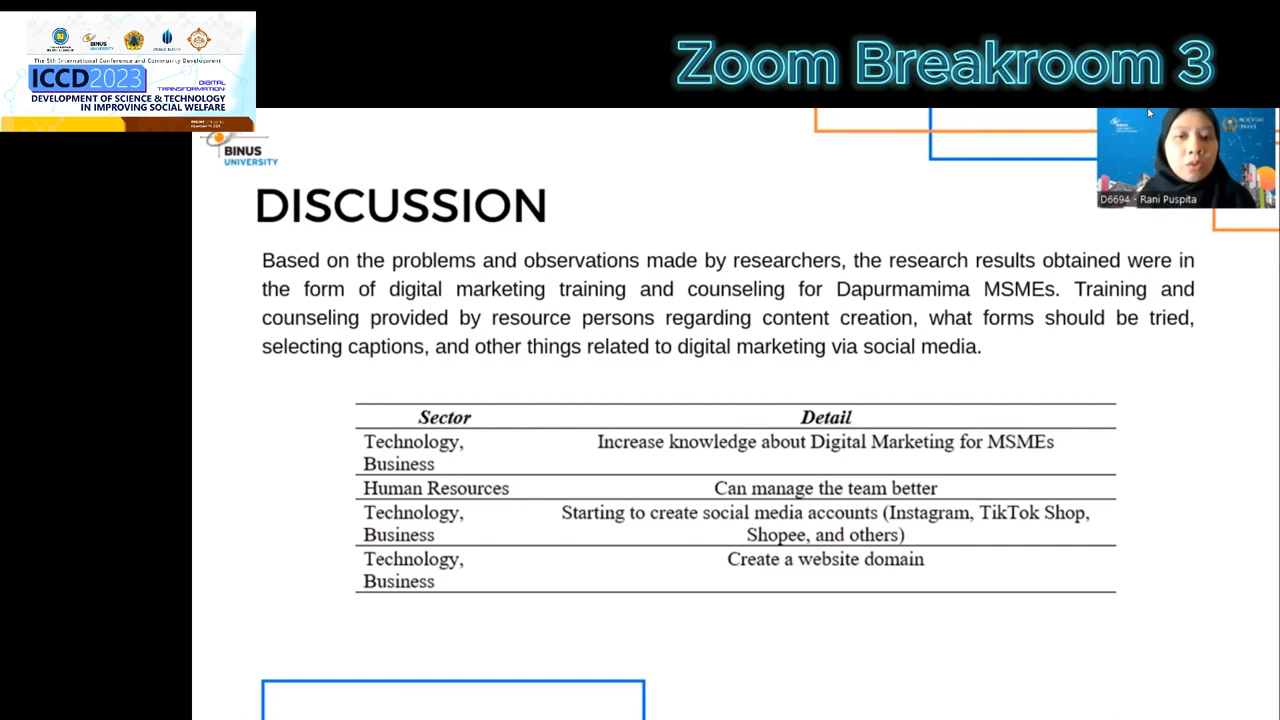 BINUS
UNIVERSITY
The 5th International Conference and Community Development
ICCD2023
DIGITAL
TRANSFORMATION:
DEVELOPMENT OF SCIENCE & TECHNOLOGY
IN IMPROVING SOCIAL WELFARE
Zoom Breakroom 3
BINUS
UNIVERSITY
D6694 - Rani Puspita
DISCUSSION
Based on the problems and observations made by researchers, the research results obtained were in
the form of digital marketing training and counseling for Dapurmamima MSMEs. Training and
counseling provided by resource persons regarding content creation, what forms should be tried,
selecting captions, and other things related to digital marketing via social media.
Sector Detail
Technology, Increase knowledge about Digital Marketing for MSMEs
Business
Human Resources Can manage the team better
Technology, Starting to create social media accounts (Instagram, TikTok Shop,
Business Shopee, and others)
Technology, Create a website domain
Business